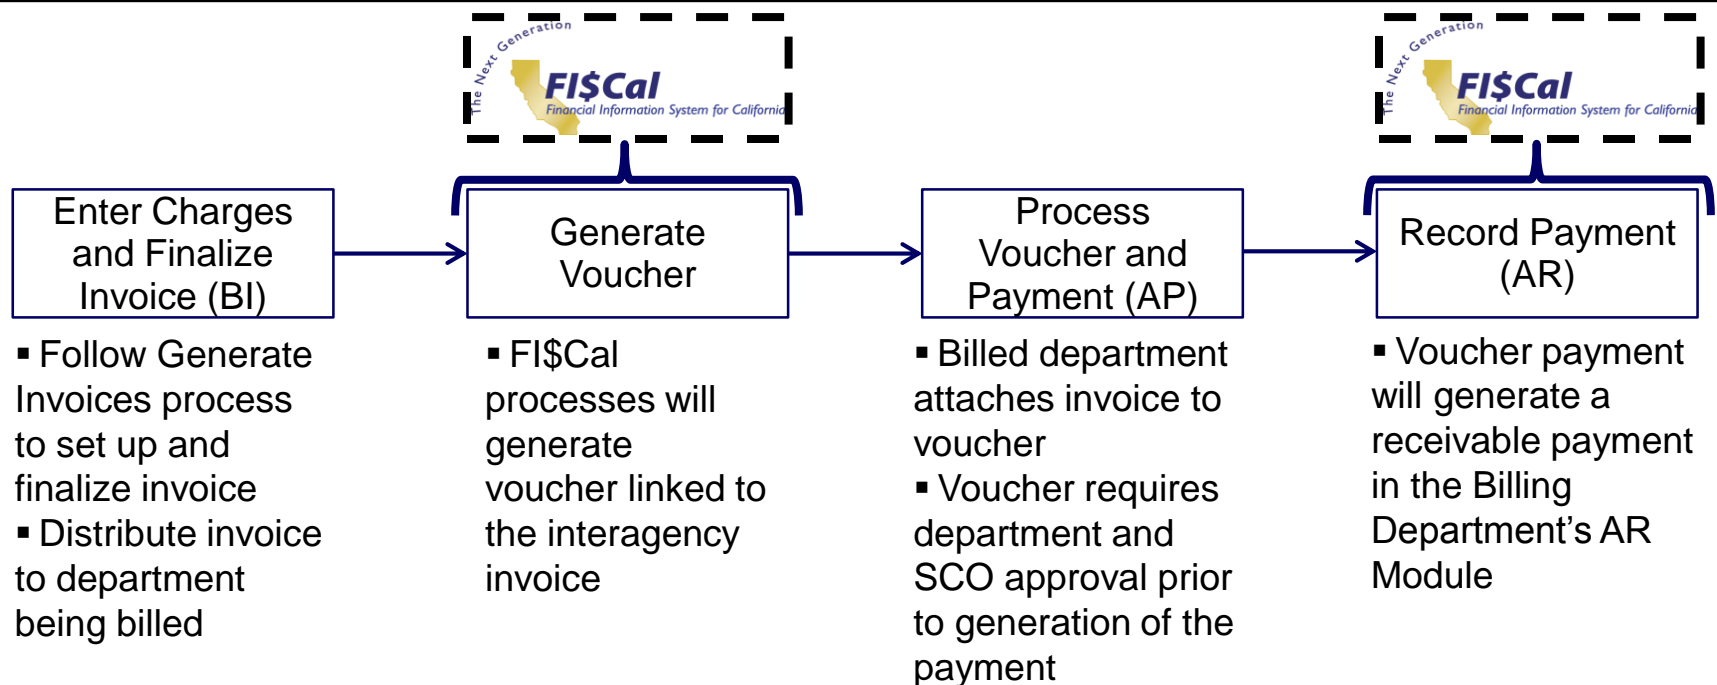 The Next Generation
FI$Cal
Financial Information System for California
The Next Generation
FI$Cal
Financial Information System for California
Enter Charges
and Finalize
Invoice (BI)
Generate
Voucher
Process
Voucher and
Payment (AP)
Record Payment
(AR)
▪ Follow Generate
Invoices process
to set up and
finalize invoice
▪ Distribute invoice
to department
being billed
▪ FI$Cal
processes will
generate
voucher linked to
the interagency
invoice
▪ Billed department
attaches invoice to
voucher
▪ Voucher requires
department and
SCO approval prior
to generation of the
payment
▪ Voucher payment
will generate a
receivable payment
in the Billing
Department’s AR
Module